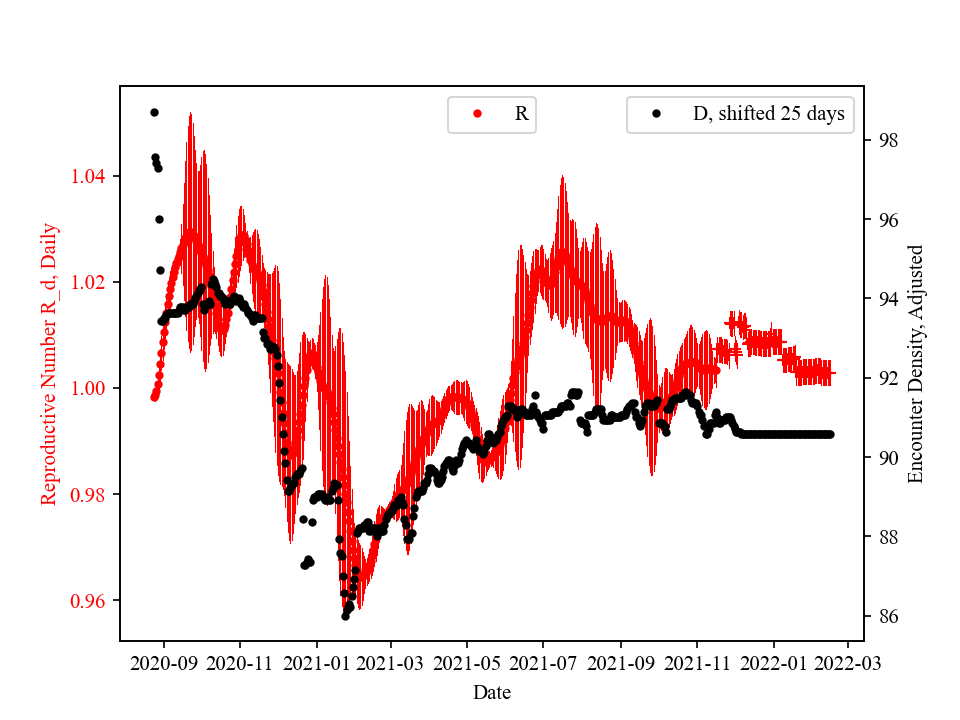 R
D, shifted 25 days
Reproductive Number R_d, Daily
1.04
1.02
1.00
0.98
0.96
98
96
94
92
90
88
86
Encounter Density, Adjusted
2020-09 2020-11 2021-01 2021-03 2021-05 2021-07 2021-09 2021-11 2022-01 2022-03
Date